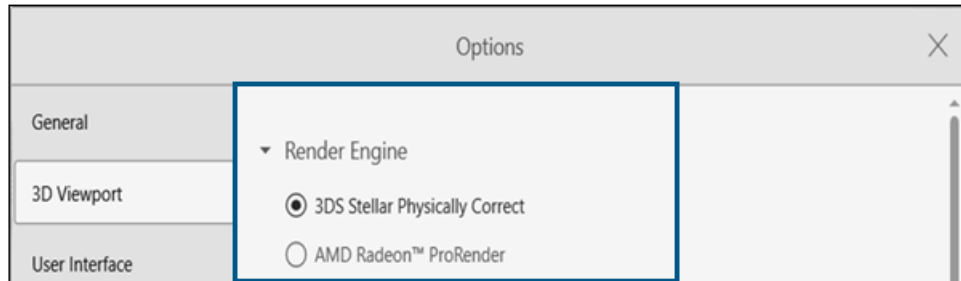 Options
General
3D Viewport
User Interface
Render Engine
3DS Stellar Physically Correct
AMD Radeon™ ProRender